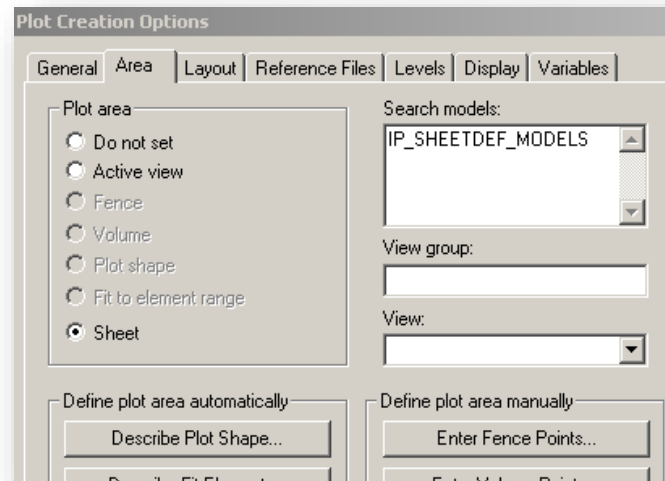 Plot Creation Options
General Area Layout Reference Files Levels Display Variables
Plot area
Do not set
Active view
Fence
Volume
Plot shape
Fit to element range
Sheet
Search models:
IP_SHEETDEF_MODELS
View group:
View:
Define plot area automatically
Describe Plot Shape...
Define plot area manually
Enter Fence Points...